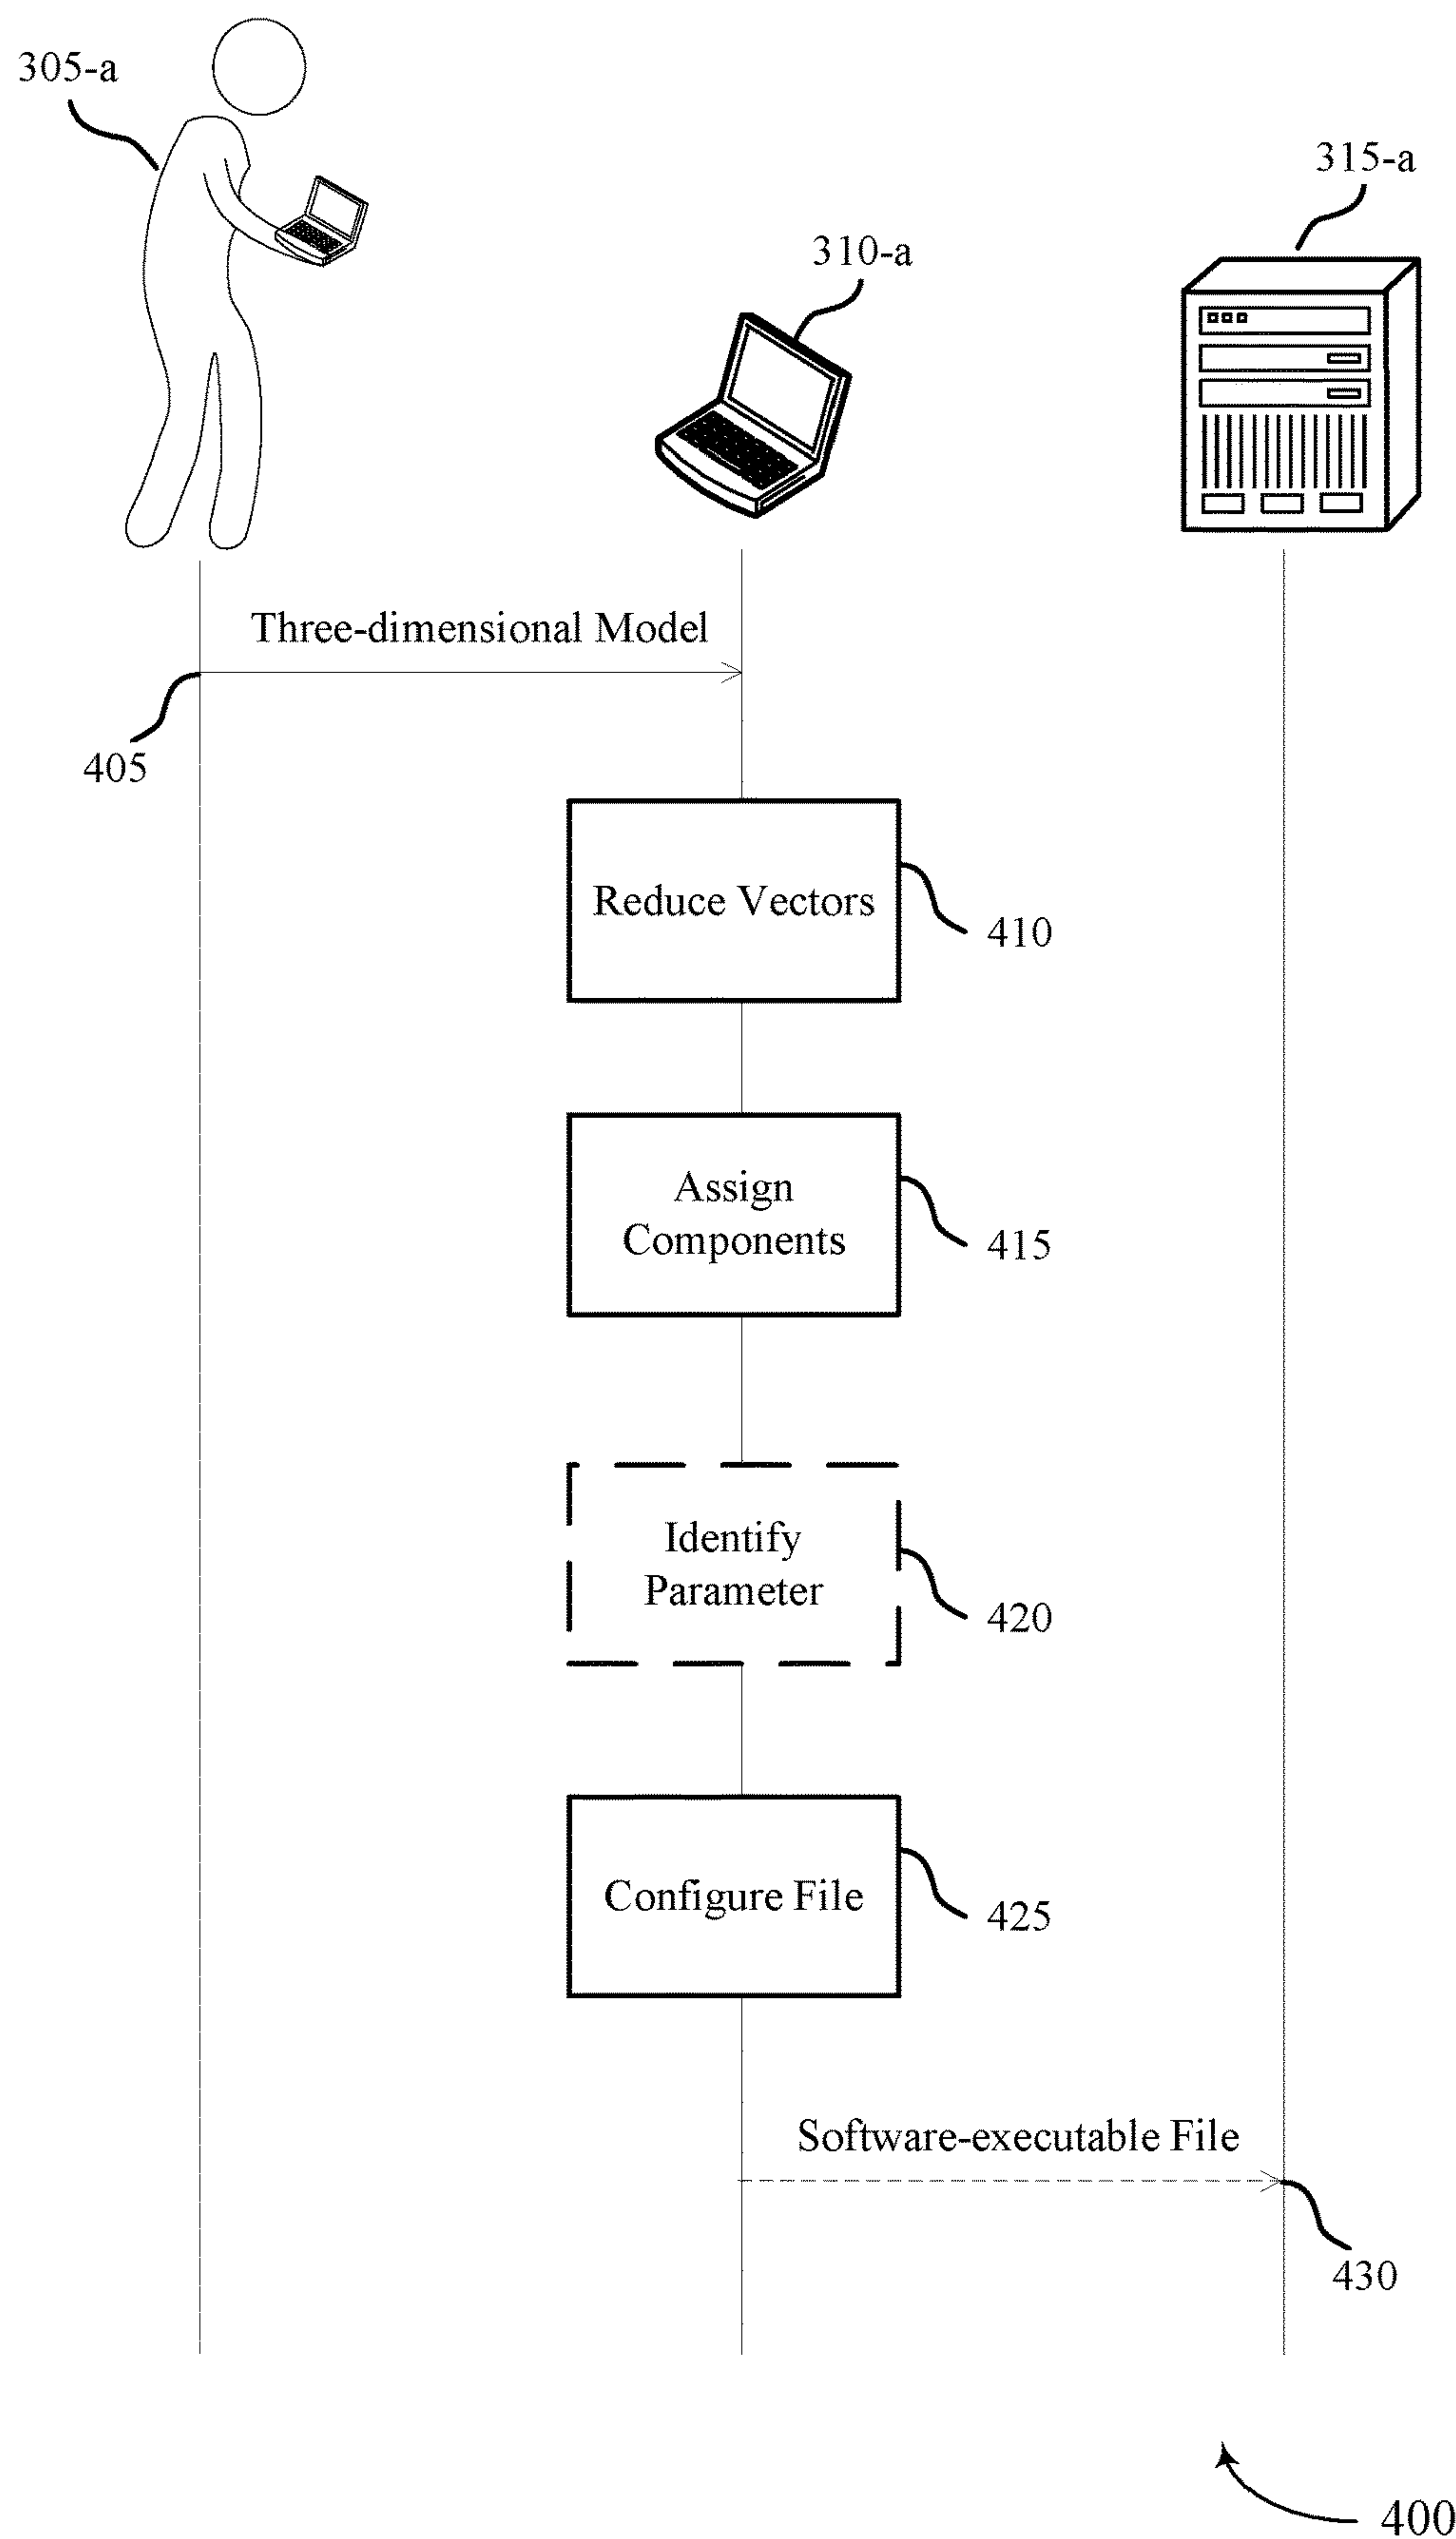 305-a
315-a
310-a
Three-dimensional Model
405
Reduce Vectors
410
Assign
Components
415
Identify
Parameter
420
Configure File
425
Software-executable File
430
400